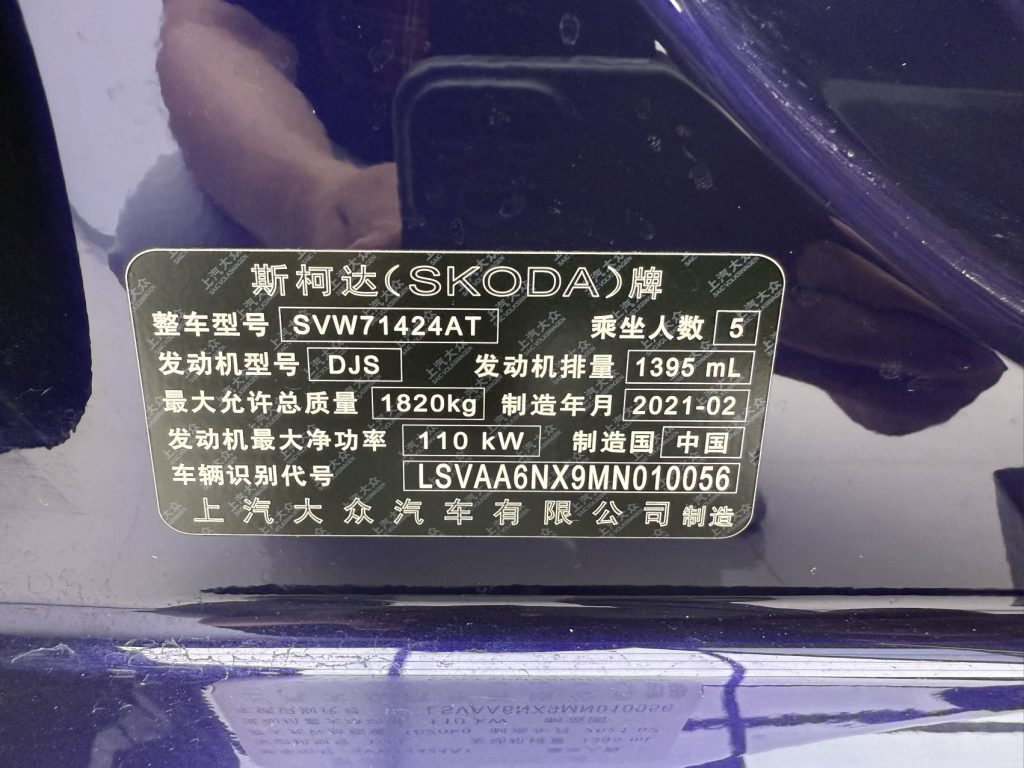 斯柯达(SKODA)牌
整车型号 SVW71424AT 乘坐人数 5
发动机型号 DJS 发动机排量 1395 mL
最大允许总质量 1820kg 制造年月 2021-02
发动机最大净功率 110 kW 制造国 中国
车辆识别代号 LSVAA6NX9MN010056
上汽大众汽车有限公司 制造